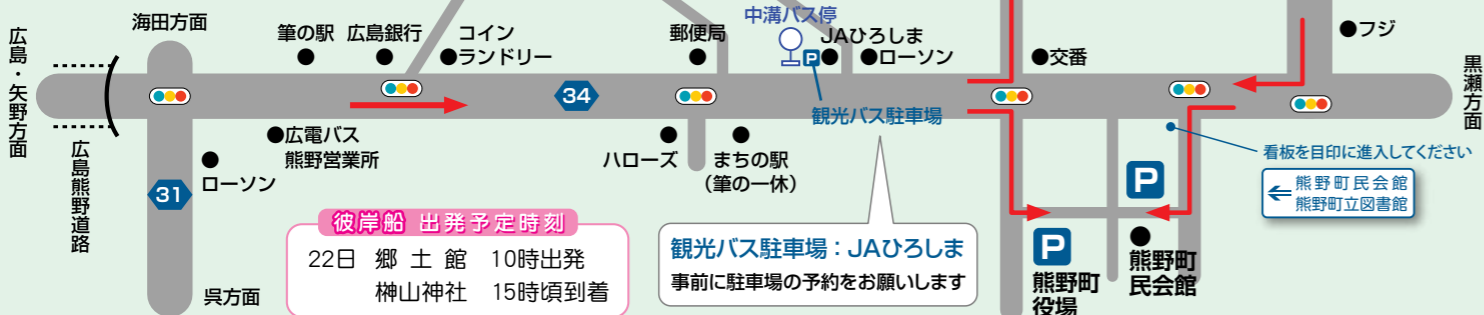 広島・矢野方面
海田方面
筆の駅
広島銀行
コイン
ランドリー
郵便局
中溝バス停
P
JAひろしま
ローソン
交番
フジ
黒瀬方面
34
観光バス駐車場
広島熊野道路
広電バス
熊野営業所
ローソン
31
呉方面
ハローズ
まちの駅
(筆の一休)
看板を目印に進入してください
熊野町民会館
熊野町立図書館
P
P
熊野町
役場
熊野町
民会館
彼岸船 出発予定時刻
22日 郷土館 10時出発
榊山神社 15時頃到着
観光バス駐車場:JAひろしま
事前に駐車場の予約をお願いします